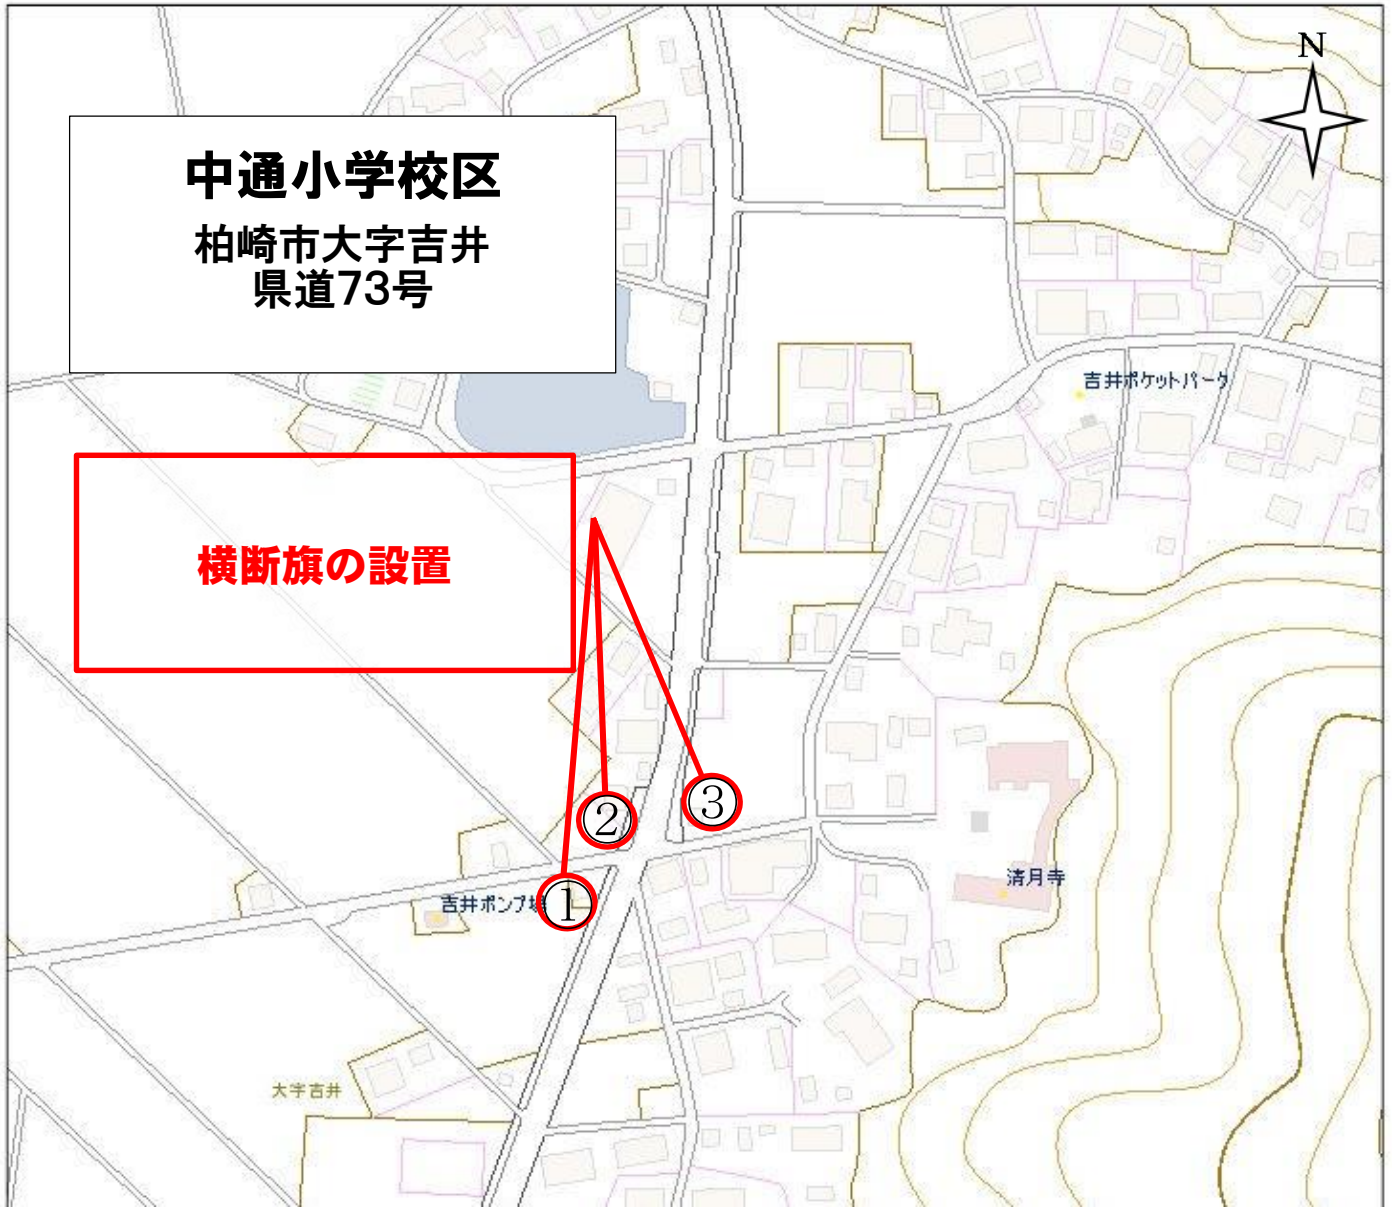 N
中通小学校区
柏崎市大字吉井
県道73号
吉井ポケットパーク
横断旗の設置
③
②
清月寺
吉井ポンプ場
①
大字吉井